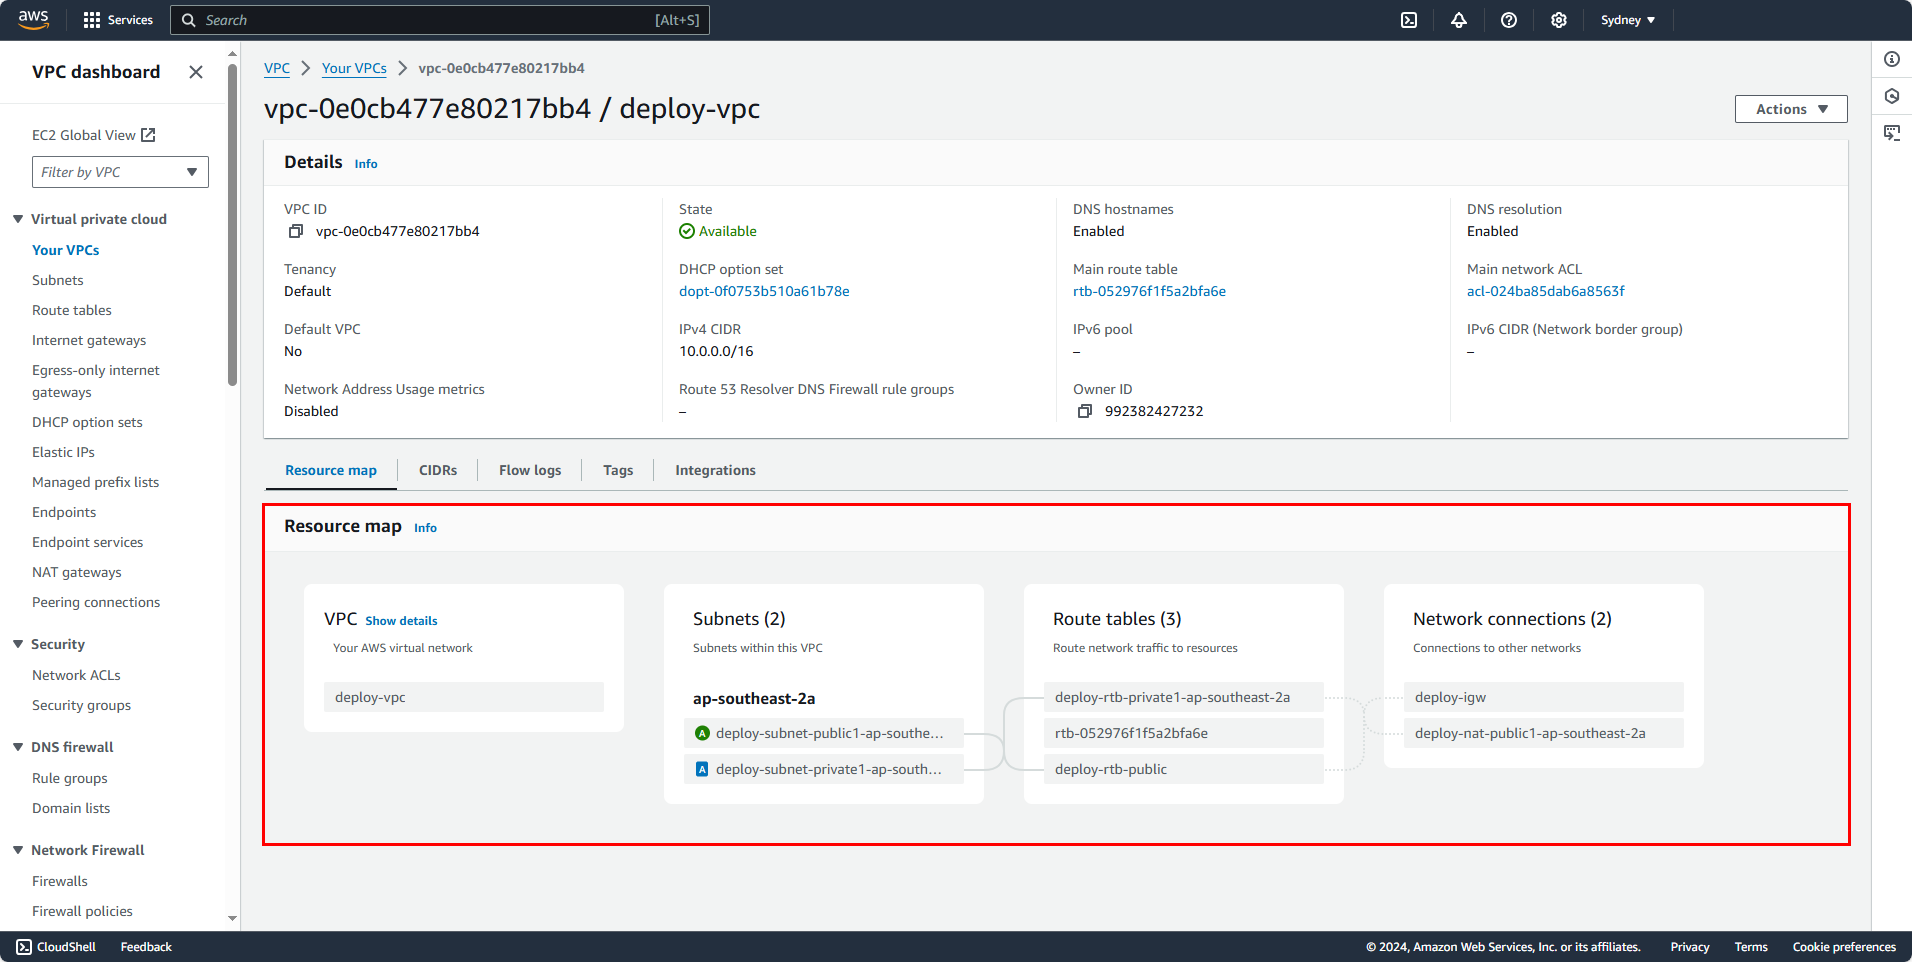 aws
Services
Search
[Alt+S]
Sydney
VPC dashboard
EC2 Global View
Filter by VPC
Virtual private cloud
Your VPCs
Subnets
Route tables
Internet gateways
Egress-only internet
gateways
DHCP option sets
Elastic IPs
Managed prefix lists
Endpoints
Endpoint services
NAT gateways
Peering connections
Security
Network ACLs
Security groups
DNS firewall
Rule groups
Domain lists
Network Firewall
Firewalls
Firewall policies
VPC
Your VPCs
vpc-0e0cb477e80217bb4
vpc-0e0cb477e80217bb4 / deploy-vpc
Actions
Details Info
VPC ID
vpc-0e0cb477e80217bb4
State
Available
DNS hostnames
Enabled
DNS resolution
Enabled
Tenancy
Default
DHCP option set
dopt-0f0753b510a61b78e
Main route table
rtb-052976f1f5a2bfa6e
Main network ACL
acl-024ba85dab6a8563f
Default VPC
No
IPv4 CIDR
10.0.0.0/16
IPv6 pool
–
IPv6 CIDR (Network border group)
–
Network Address Usage metrics
Disabled
Route 53 Resolver DNS Firewall rule groups
–
Owner ID
992382427232
Resource map
CIDRs
Flow logs
Tags
Integrations
Resource map Info
VPC Show details
Your AWS virtual network
deploy-vpc
Subnets (2)
Subnets within this VPC
ap-southeast-2a
A deploy-subnet-public1-ap-southe...
A deploy-subnet-private1-ap-south...
Route tables (3)
Route network traffic to resources
deploy-rtb-private1-ap-southeast-2a
rtb-052976f1f5a2bfa6e
deploy-rtb-public
Network connections (2)
Connections to other networks
deploy-igw
deploy-nat-public1-ap-southeast-2a
CloudShell
Feedback
© 2024, Amazon Web Services, Inc. or its affiliates.
Privacy
Terms
Cookie preferences